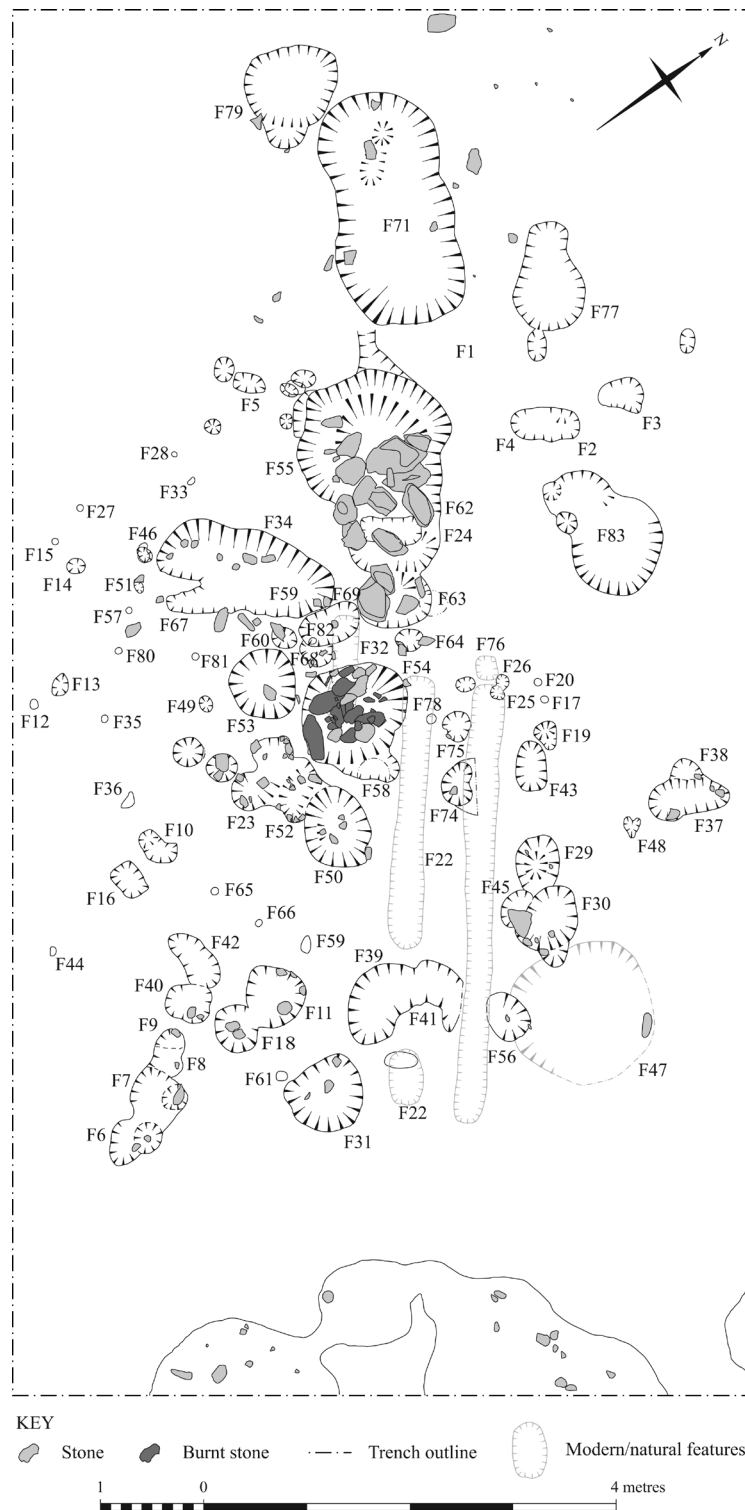 N
F79
F71
F77
F1
F5
F3
F4
F2
F28
F55
F33
F62
F27
F83
F46
F34
F24
F15
F14
F51
F59
F69
F63
F57
F67
F60
F82
F64
F76
F80
F81
F68
F32
F54
F26
F20
F13
F25
F17
F12
F35
F49
F53
F78
F75
F19
F38
F36
F58
F43
F74
F37
F23
F52
F48
F10
F29
F50
F22
F16
F45
F30
F65
F66
F42
F59
F39
F44
F40
F11
F41
F9
F18
F56
F8
F47
F7
F61
F22
F6
F31
KEY
Stone Burnt stone Trench outline Modern/natural features
1 0 4 metres